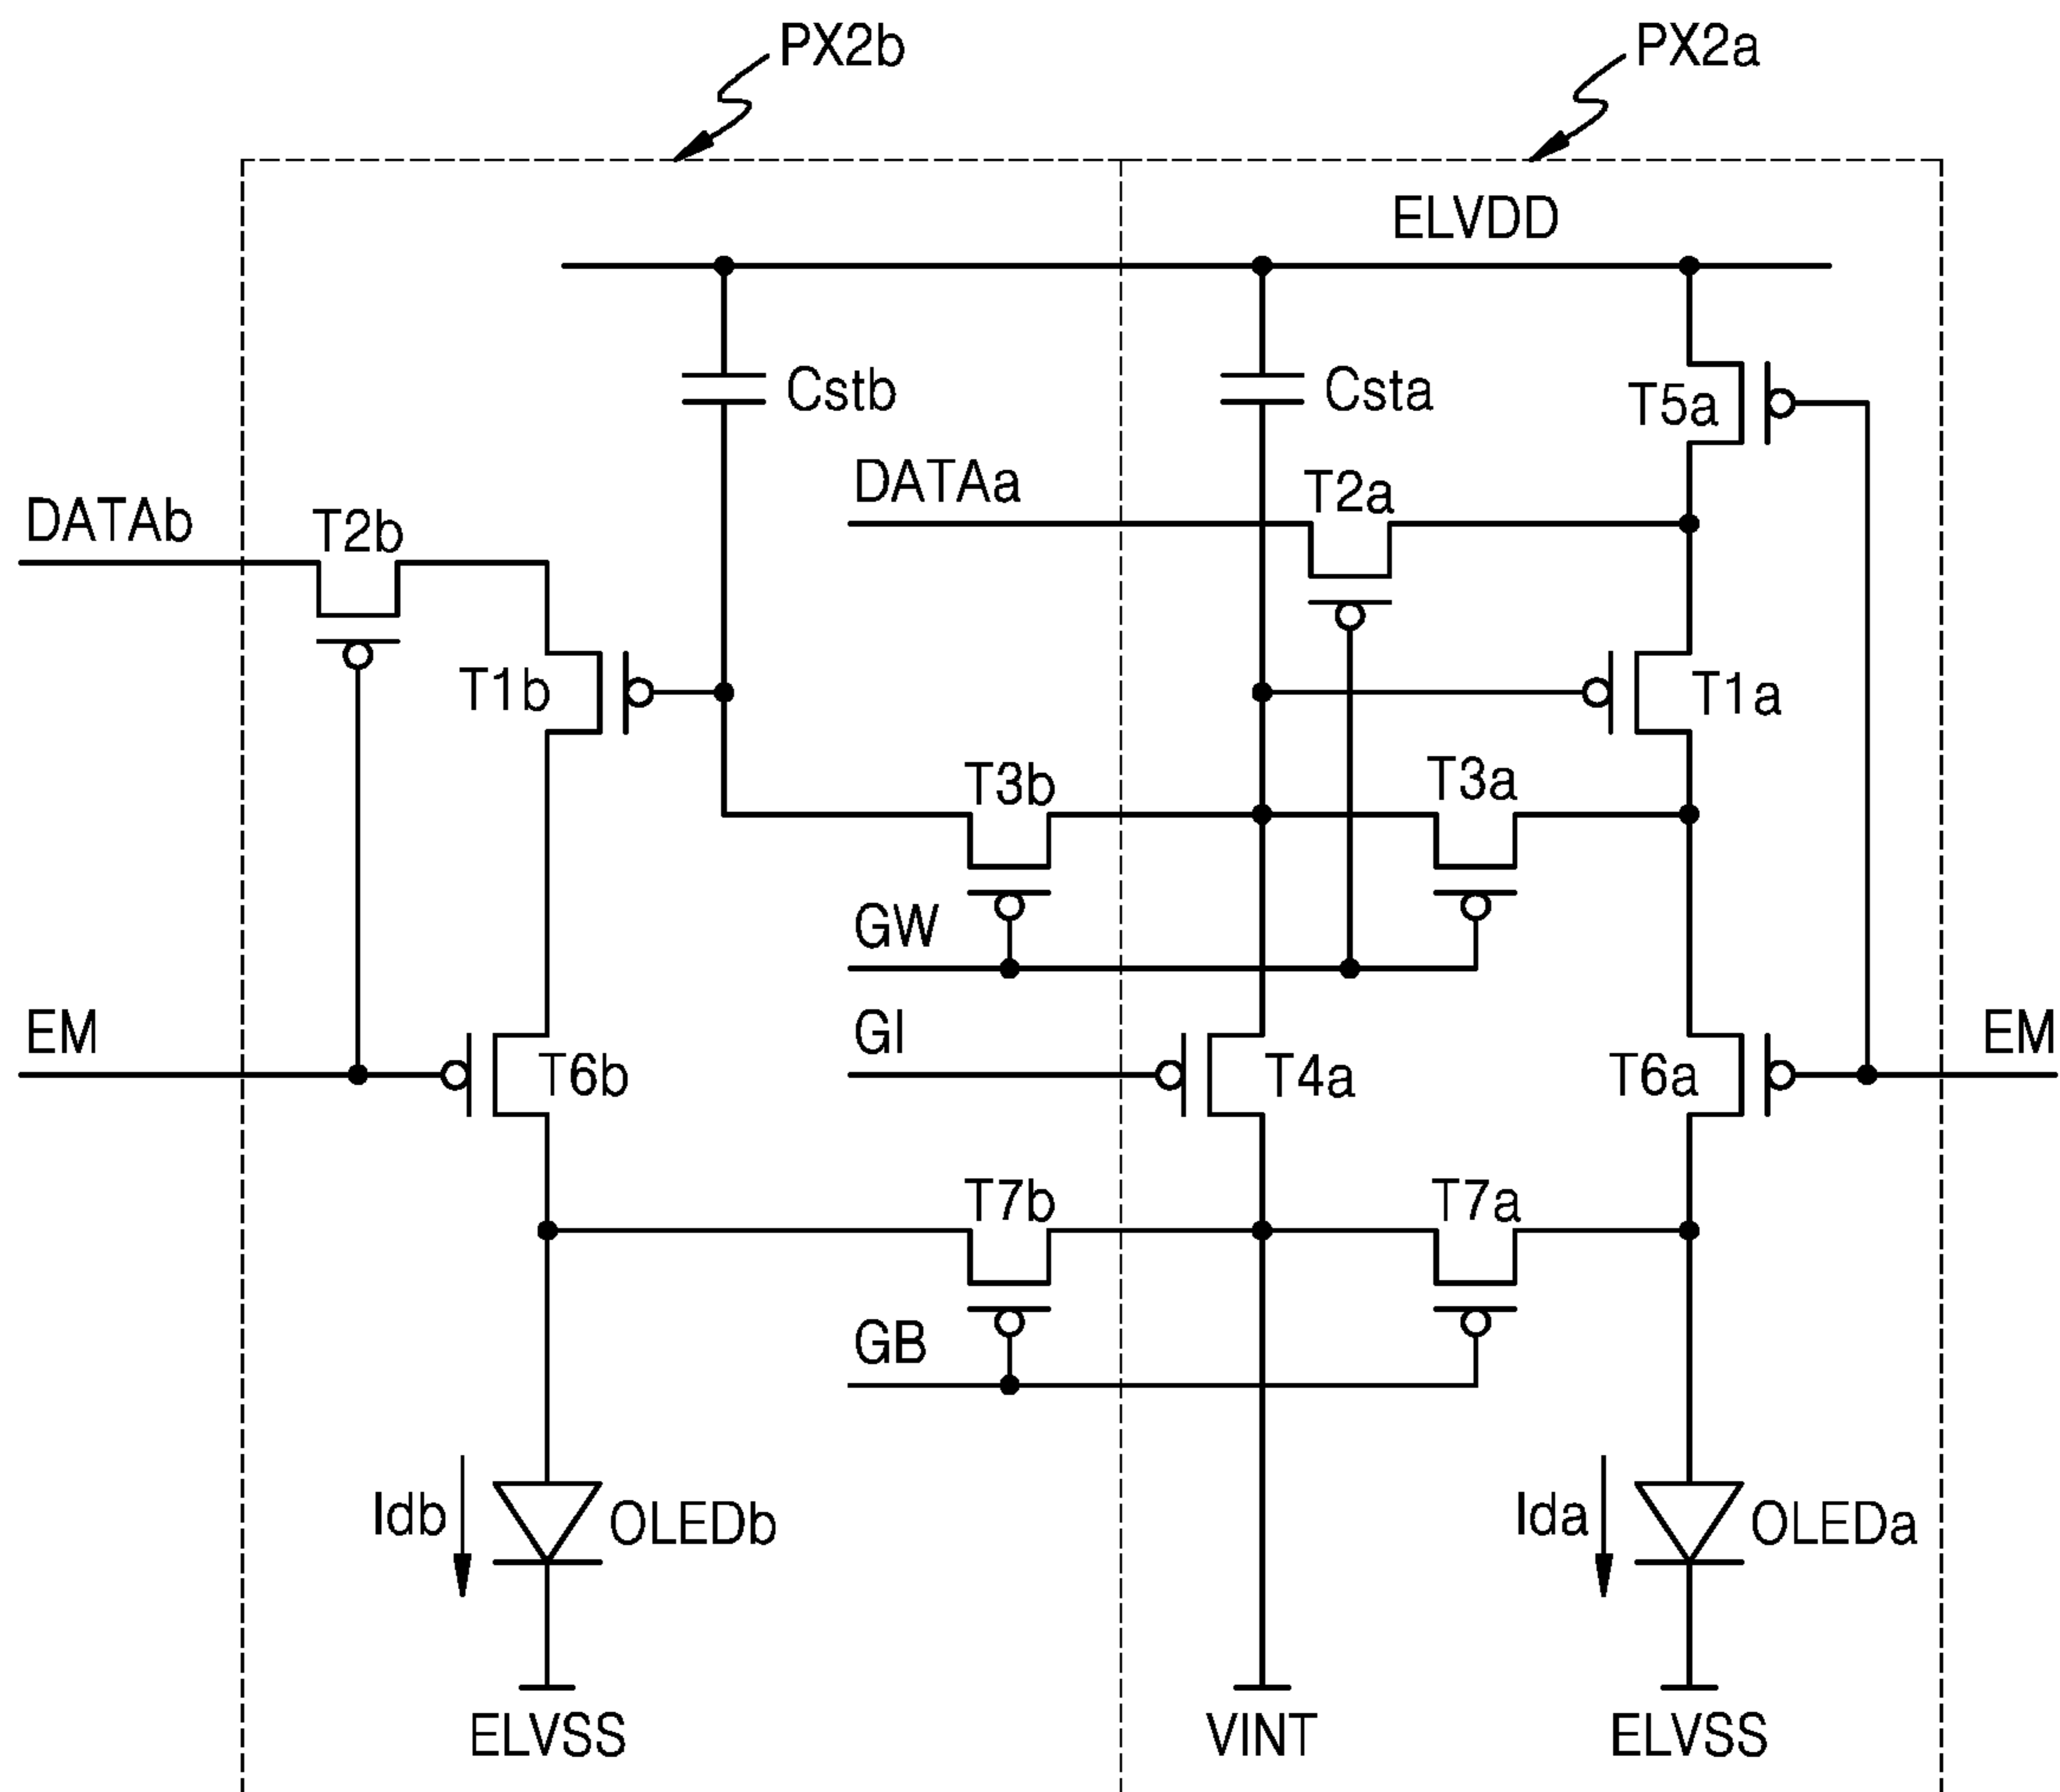 PX2b
PX2a
ELVDD
Cstb
Csta
T5a
DATAa
T2a
DATAb
T2b
T1b
T1a
T3b
T3a
GW
EM
GI
EM
T6b
T4a
T6a
T7b
T7a
GB
Idb
OLEDb
Ida
OLEDa
ELVSS
VINT
ELVSS